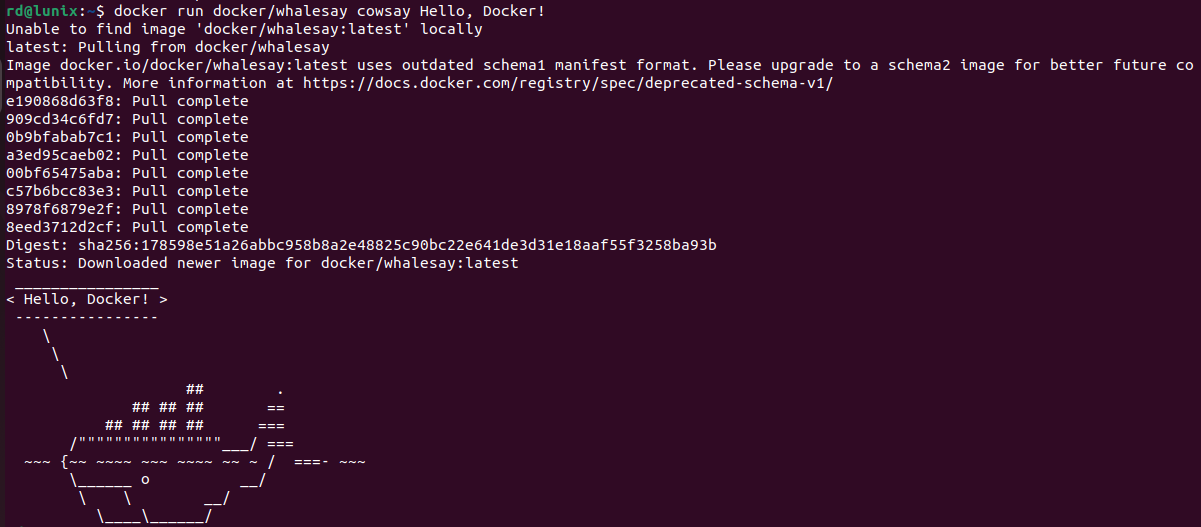 rd@lunix:~$ docker run docker/whalesay cowsay Hello, Docker!
Unable to find image 'docker/whalesay:latest' locally
latest: Pulling from docker/whalesay
Image docker.io/docker/whalesay:latest uses outdated schema1 manifest format. Please upgrade to a schema2 image for better future co
mpatibility. More information at https://docs.docker.com/registry/spec/deprecated-schema-v1/
e190868d63f8: Pull complete
909cd34c6fd7: Pull complete
0b9bfabab7c1: Pull complete
a3ed95caeb02: Pull complete
00bf65475aba: Pull complete
c57b6bcc83e3: Pull complete
8978f6879e2f: Pull complete
8eed3712d2cf: Pull complete
Digest: sha256:178598e51a26abbc958b8a2e48825c90bc22e641de3d31e18aaf55f3258ba93b
Status: Downloaded newer image for docker/whalesay:latest
 ________________
< Hello, Docker! >
 ----------------
    \
     \
      \
                    ##        .
              ## ## ##       ==
           ## ## ## ##      ===
       /""""""""""""""""___/ ===
  ~~~ {~~ ~~~~ ~~~ ~~~~ ~~ ~ /  ===- ~~~
       \______ o          __/
        \    \        __/
          \____\______/